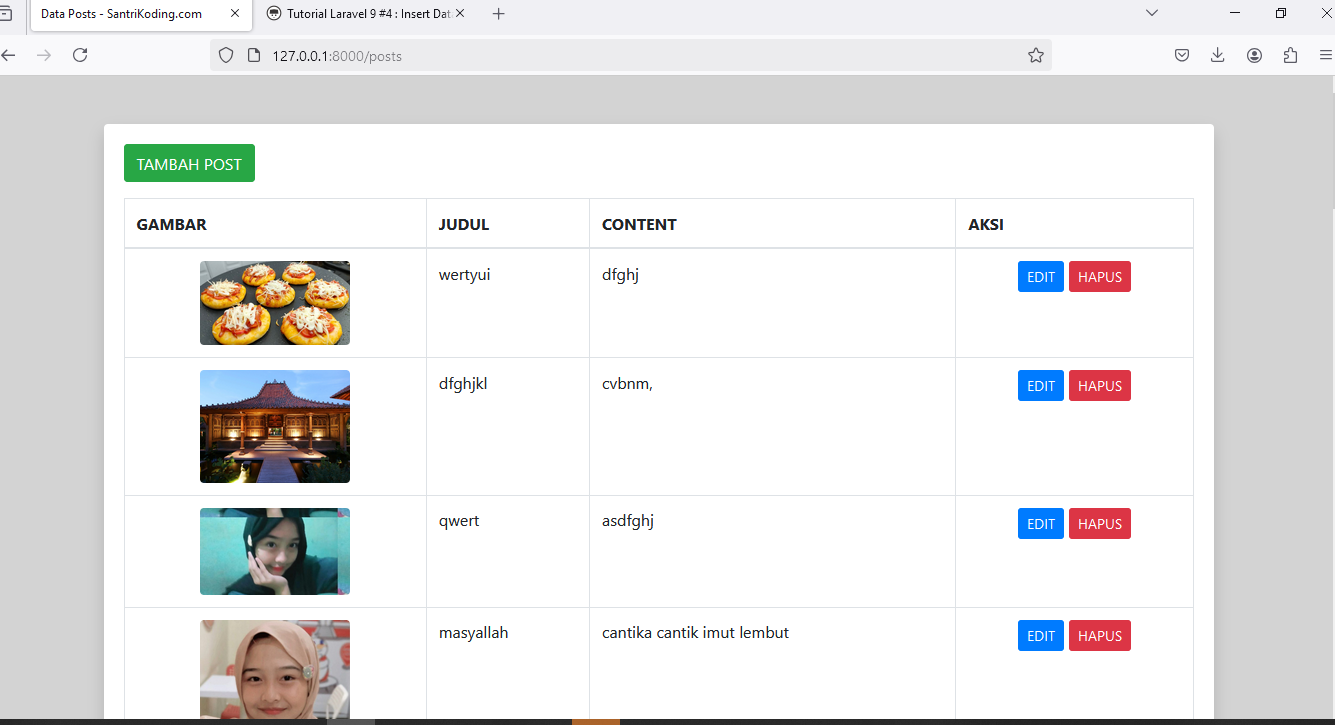 Data Posts - SantriKoding.com
Tutorial Laravel 9 #4 : Insert Dat
127.0.0.1:8000/posts
TAMBAH POST
GAMBAR JUDUL CONTENT AKSI
wertyui dfghj EDIT HAPUS
dfghjkl cvbnm, EDIT HAPUS
qwert asdfghj EDIT HAPUS
masyallah cantika cantik imut lembut EDIT HAPUS